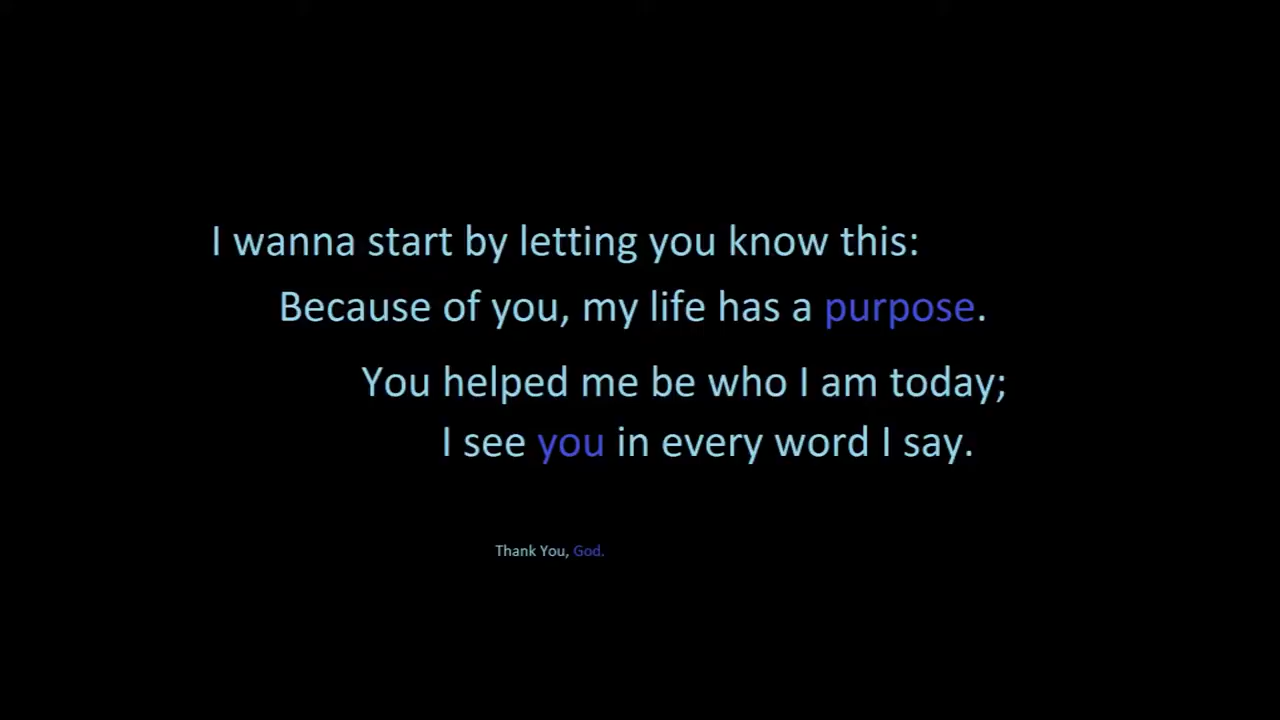 I wanna start by letting you know this:
Because of you, my life has a purpose.
You helped me be who I am today;
I see you in every word I say.
Thank You, God.